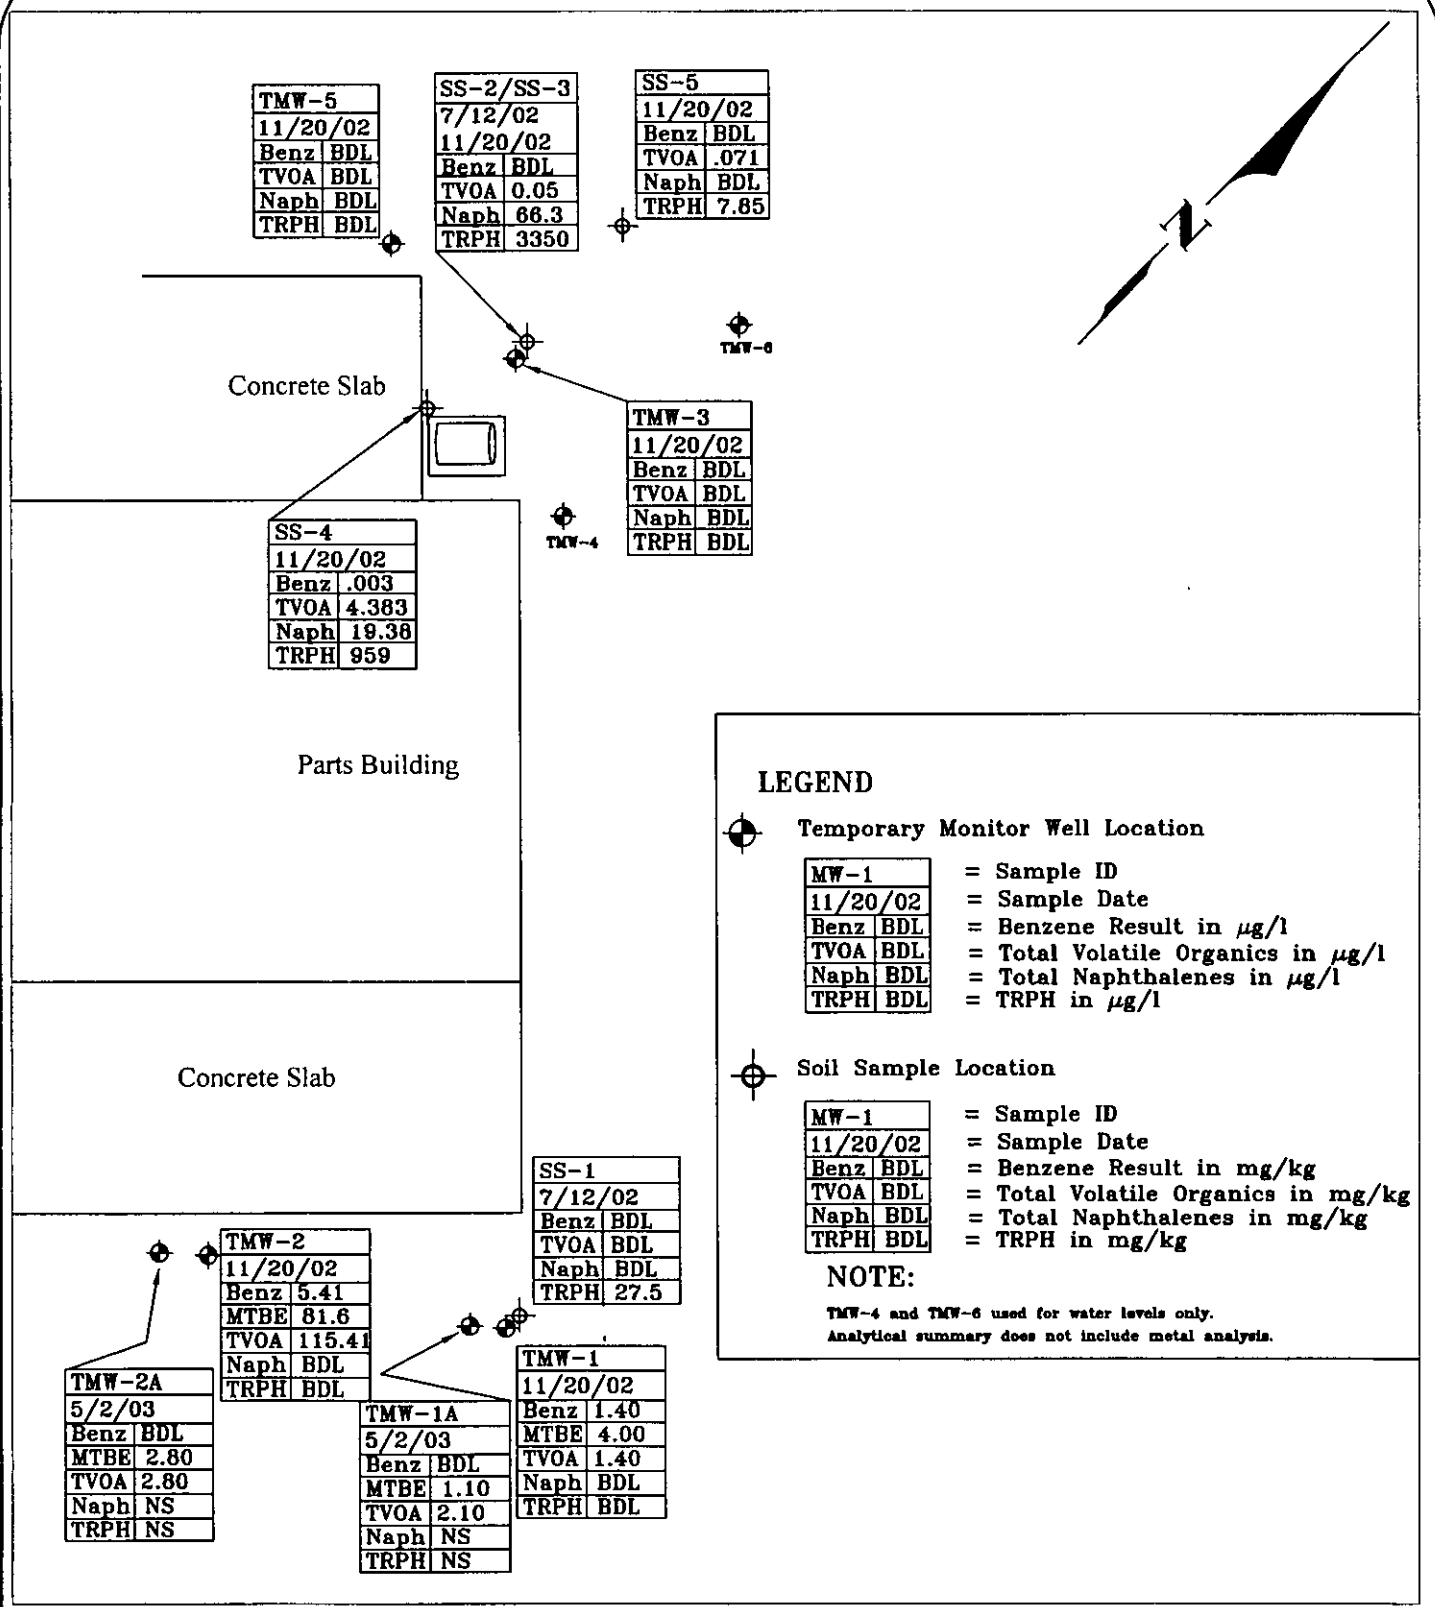 TMW-5
11/20/02
Benz BDL
TVOA BDL
Naph BDL
TRPH BDL
SS-2/SS-3
7/12/02
11/20/02
Benz BDL
TVOA 0.05
Naph 66.3
TRPH 3350
SS-5
11/20/02
Benz BDL
TVOA .071
Naph BDL
TRPH 7.85
N
TMW-6
Concrete Slab
TMW-3
11/20/02
Benz BDL
TVOA BDL
Naph BDL
TRPH BDL
TMW-4
SS-4
11/20/02
Benz .003
TVOA 4.383
Naph 19.38
TRPH 959
Parts Building
LEGEND
Temporary Monitor Well Location
MW-1 = Sample ID
11/20/02 = Sample Date
Benz BDL = Benzene Result in µg/l
TVOA BDL = Total Volatile Organics in µg/l
Naph BDL = Total Naphthalenes in µg/l
TRPH BDL = TRPH in µg/l
Soil Sample Location
MW-1 = Sample ID
11/20/02 = Sample Date
Benz BDL = Benzene Result in mg/kg
TVOA BDL = Total Volatile Organics in mg/kg
Naph BDL = Total Naphthalenes in mg/kg
TRPH BDL = TRPH in mg/kg
NOTE:
TMW-4 and TMW-6 used for water levels only.
Analytical summary does not include metal analysis.
Concrete Slab
SS-1
7/12/02
Benz BDL
TVOA BDL
Naph BDL
TRPH 27.5
TMW-2
11/20/02
Benz 5.41
MTBE 81.6
TVOA 115.41
Naph BDL
TRPH BDL
TMW-2A
5/2/03
Benz BDL
MTBE 2.80
TVOA 2.80
Naph NS
TRPH NS
TMW-1A
5/2/03
Benz BDL
MTBE 1.10
TVOA 2.10
Naph NS
TRPH NS
TMW-1
11/20/02
Benz 1.40
MTBE 4.00
TVOA 1.40
Naph BDL
TRPH BDL